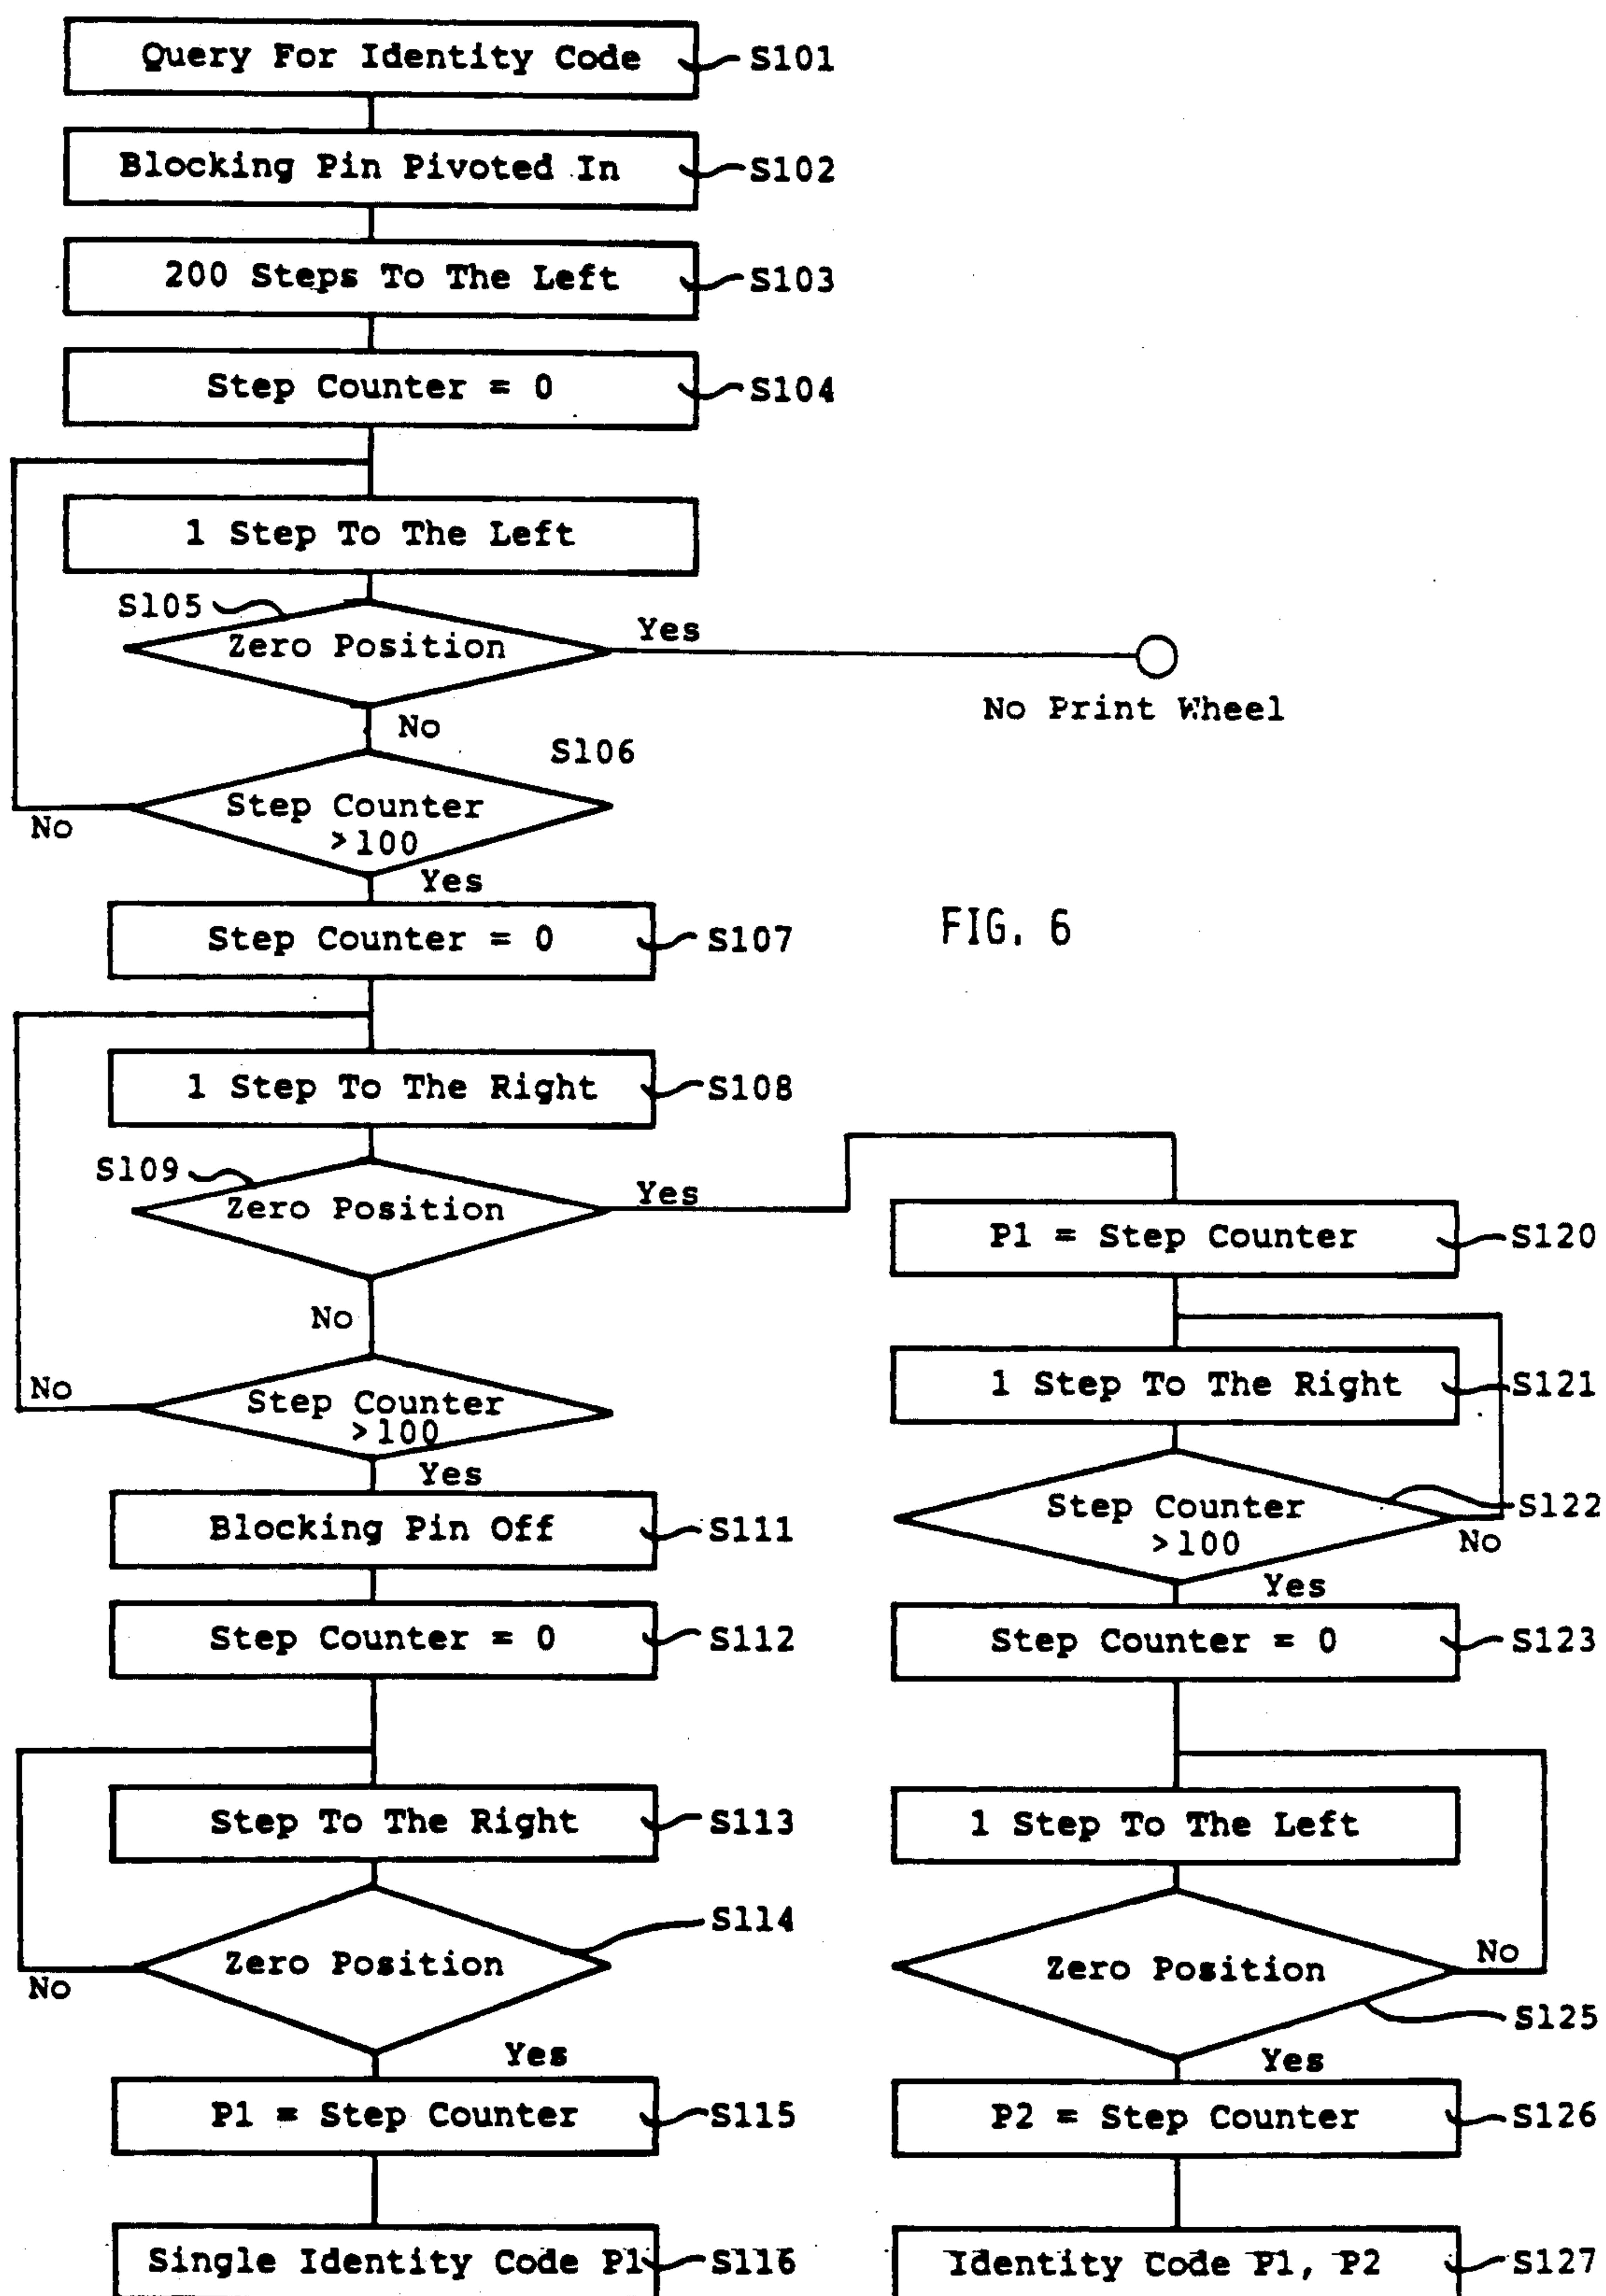 Query For Identity Code
S101
Blocking Pin Pivoted In
S102
200 Steps To The Left
S103
Step Counter = 0
S104
1 Step To The Left
S105
Zero Position
Yes
No Print Wheel
No
S106
Step Counter
>100
No
Yes
Step Counter = 0
S107
FIG. 6
1 Step To The Right
S108
S109
Zero Position
Yes
No
Step Counter
>100
No
Yes
Blocking Pin Off
S111
Step Counter = 0
S112
Step To The Right
S113
Zero Position
S114
No
Yes
P1 = Step Counter
S115
Single Identity Code P1
S116
P1 = Step Counter
S120
1 Step To The Right
S121
Step Counter
>100
S122
No
Yes
Step Counter = 0
S123
1 Step To The Left
Zero Position
No
S125
Yes
P2 = Step Counter
S126
Identity Code P1, P2
S127